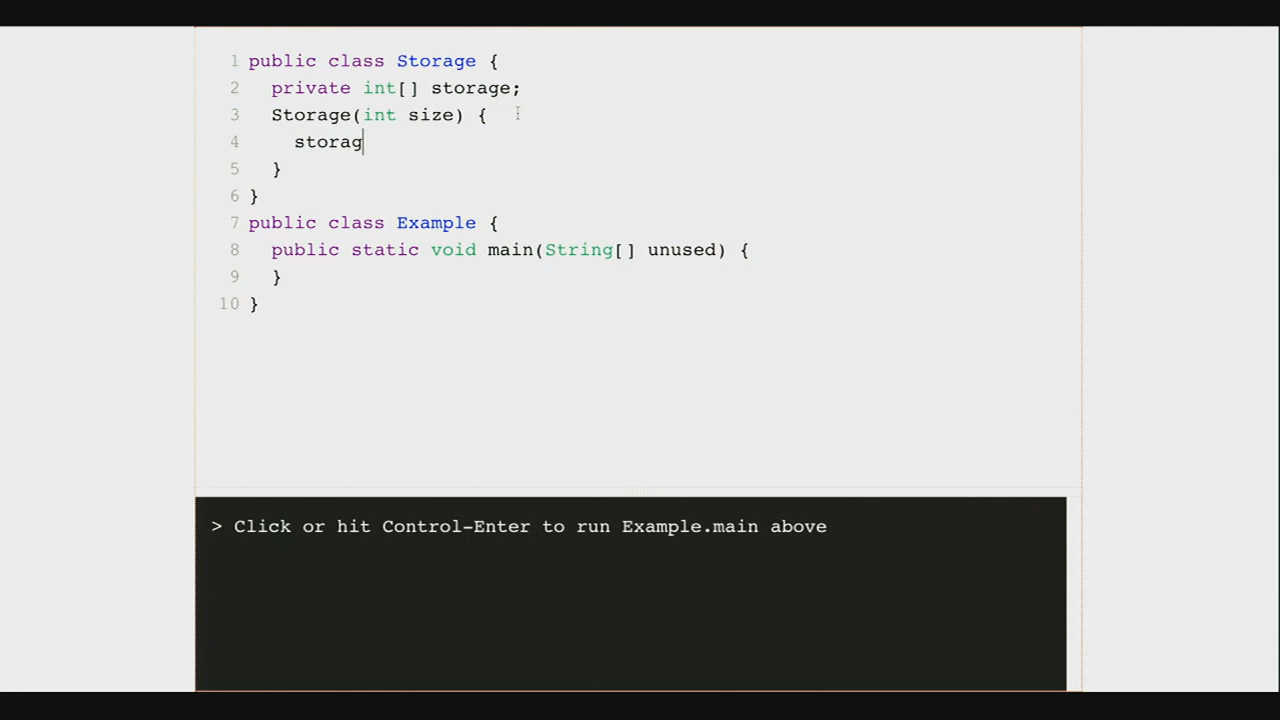 1 public class Storage {
2   private int[] storage;
3   Storage(int size) {
4     storag
5   }
6 }
7 public class Example {
8   public static void main(String[] unused) {
9   }
10 }
> Click or hit Control-Enter to run Example.main above